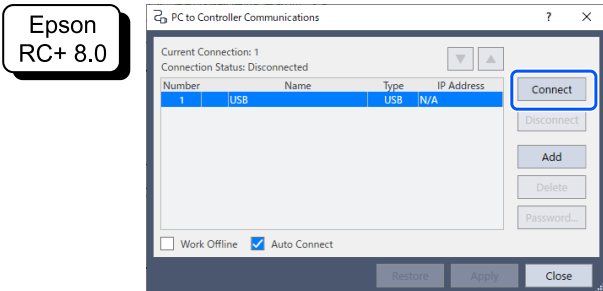 Epson
RC+ 8.0
PC to Controller Communications
?
Current Connection: 1
Connection Status: Disconnected
Number Name Type IP Address
1 USB USB N/A
Connect
Disconnect
Add
Delete
Password...
Work Offline Auto Connect
Restore Apply Close